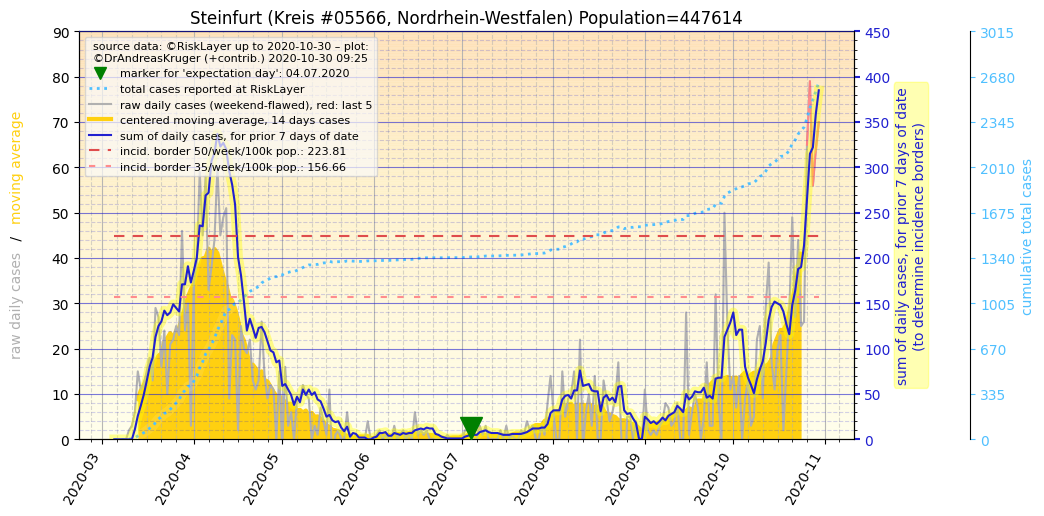 Steinfurt (Kreis #05566, Nordrhein-Westfalen) Population=447614
source data: ©RiskLayer up to 2020-10-30 – plot:
©DrAndreasKruger (+contrib.) 2020-10-30 09:25
marker for 'expectation day': 04.07.2020
total cases reported at RiskLayer
raw daily cases (weekend-flawed), red: last 5
centered moving average, 14 days cases
sum of daily cases, for prior 7 days of date
incid. border 50/week/100k pop.: 223.81
incid. border 35/week/100k pop.: 156.66
raw daily cases / moving average
90
80
70
60
50
40
30
20
10
0
2020-03
2020-04
2020-05
2020-06
2020-07
2020-08
2020-09
2020-10
2020-11
450
400
350
300
250
200
150
100
50
0
sum of daily cases, for prior 7 days of date
(to determine incidence borders)
3015
2680
2345
2010
1675
1340
1005
670
335
0
cumulative total cases